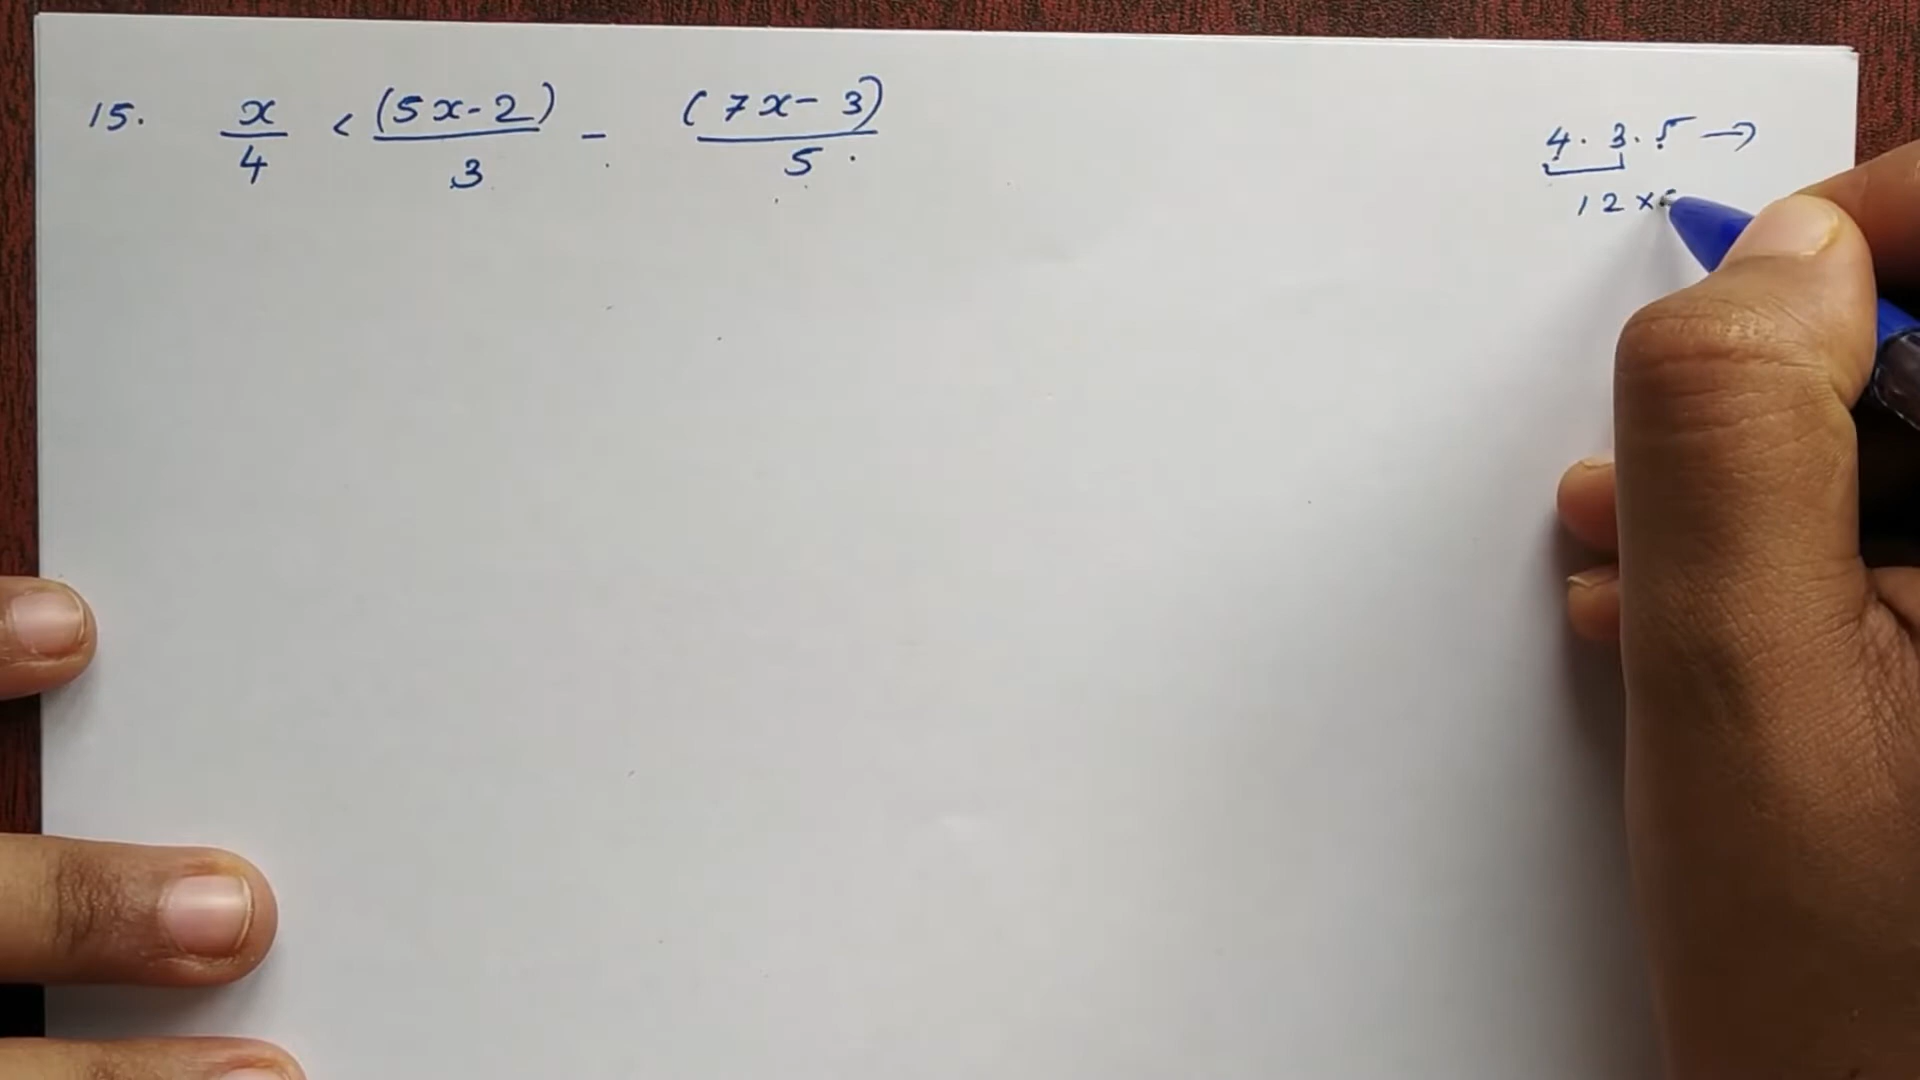 15. x/4 < (5x-2)/3 - (7x-3)/5
4. 3. 5 →
12 ×